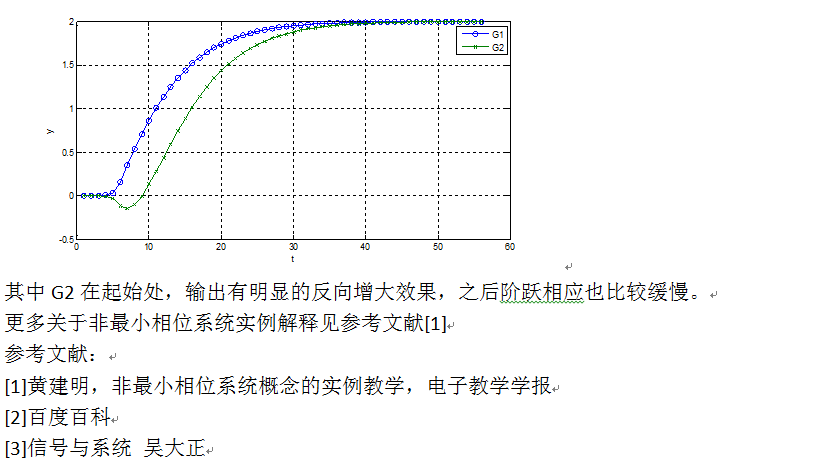 2
1.5
1
0.5
0
-0.5
y
0 10 20 30 40 50 60
t
G1
G2
其中 G2 在起始处，输出有明显的反向增大效果，之后阶跃相应也比较缓慢。
更多关于非最小相位系统实例解释见参考文献[1]
参考文献：
[1]黄建明，非最小相位系统概念的实例教学，电子教学学报
[2]百度百科
[3]信号与系统 吴大正